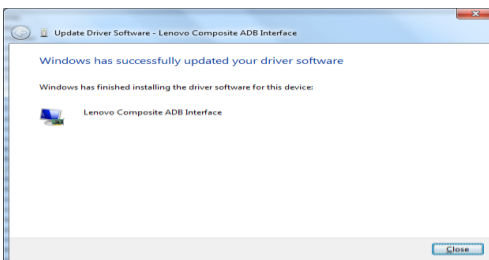 Update Driver Software - Lenovo Composite ADB Interface
Windows has successfully updated your driver software
Windows has finished installing the driver software for this device:
Lenovo Composite ADB Interface
Close